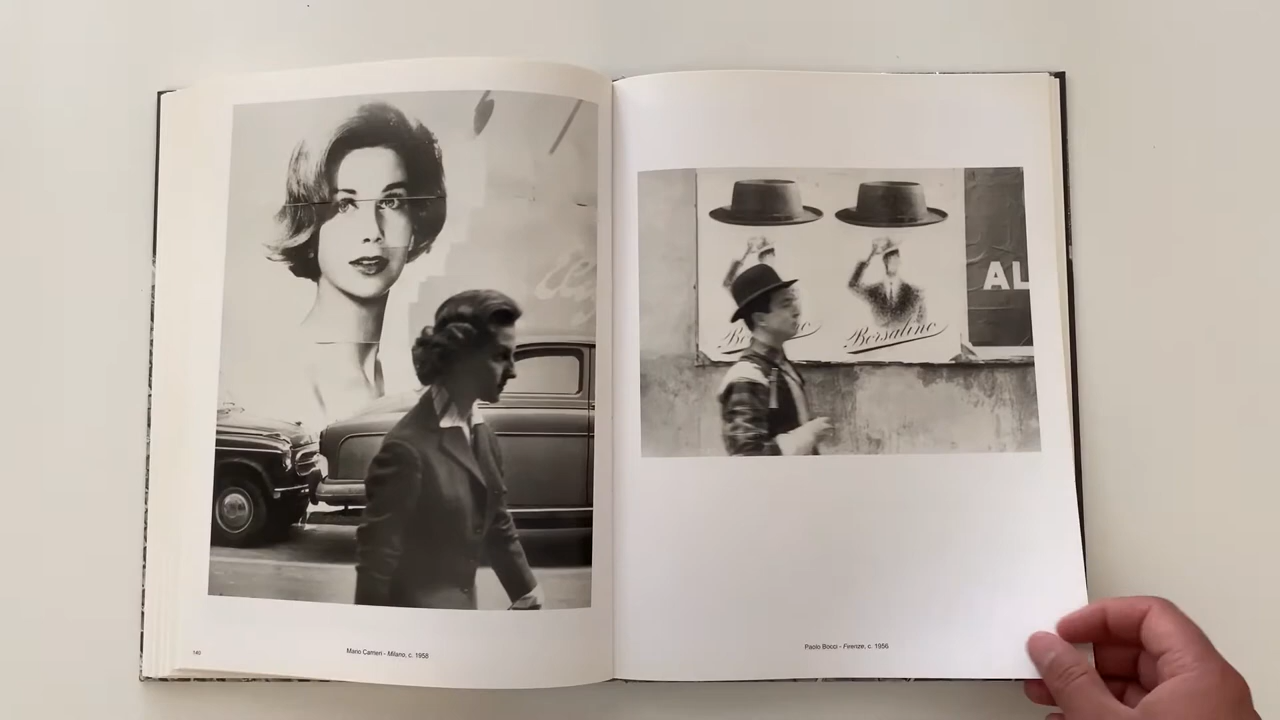 140
Mario Carrieri - Milano, c. 1958
AL
Borsalino
Paolo Bocci - Firenze, c. 1956